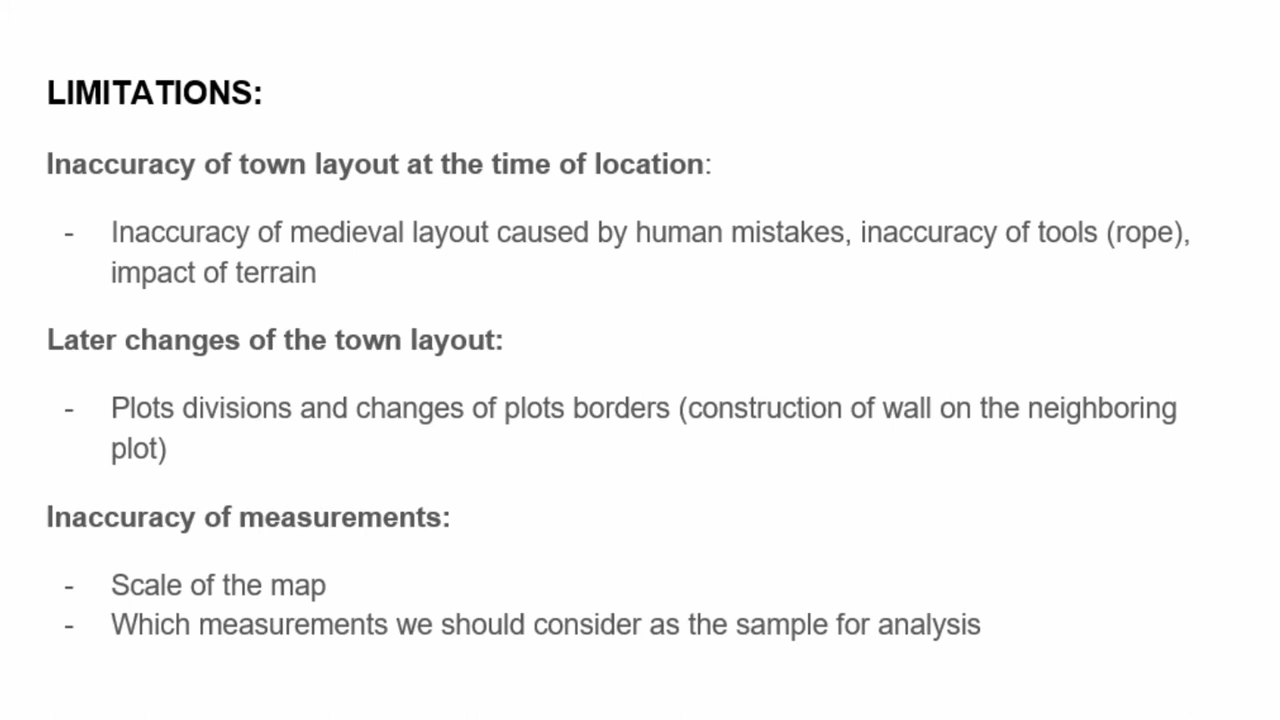 LIMITATIONS:
Inaccuracy of town layout at the time of location:
- Inaccuracy of medieval layout caused by human mistakes, inaccuracy of tools (rope),
impact of terrain
Later changes of the town layout:
- Plots divisions and changes of plots borders (construction of wall on the neighboring
plot)
Inaccuracy of measurements:
- Scale of the map
- Which measurements we should consider as the sample for analysis